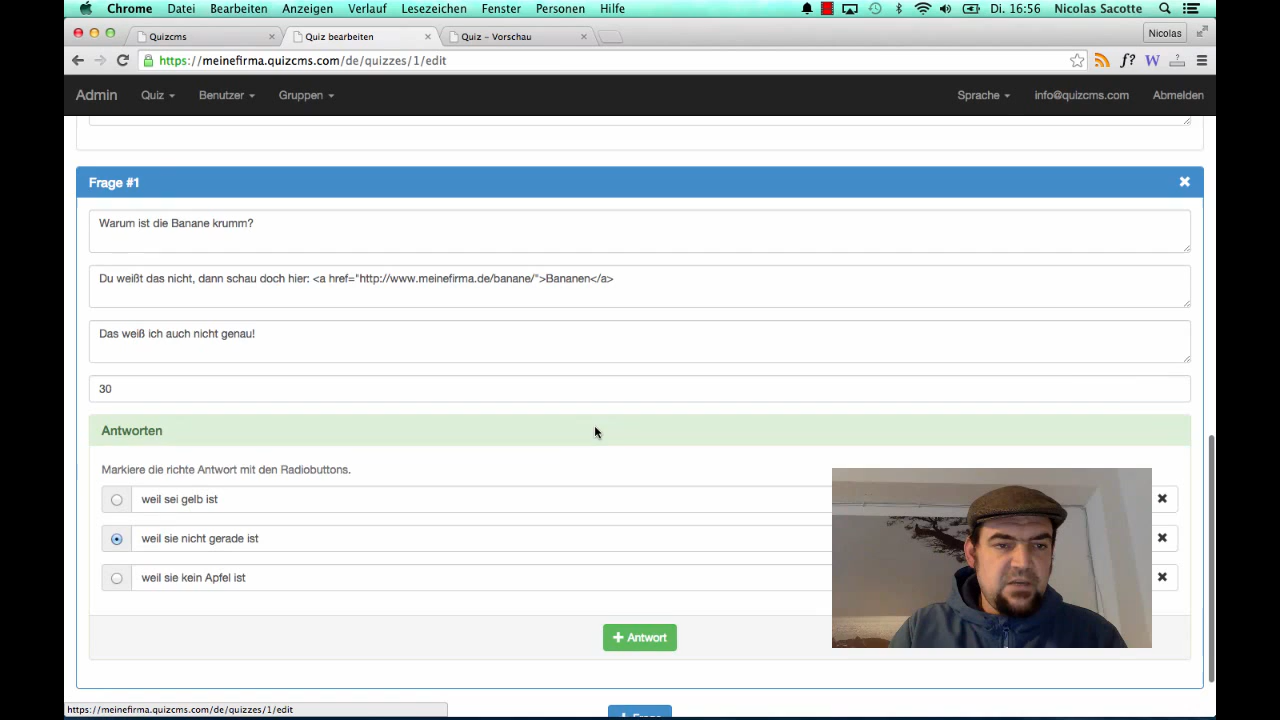 Chrome Datei Bearbeiten Anzeigen Verlauf Lesezeichen Fenster Personen Hilfe Di. 16:56 Nicolas Sacotte
Quizcms Quiz bearbeiten Quiz - Vorschau Nicolas
https://meinefirma.quizcms.com/de/quizzes/1/edit f? W
Admin Quiz Benutzer Gruppen Sprache info@quizcms.com Abmelden
Frage #1
Warum ist die Banane krumm?
Du weißt das nicht, dann schau doch hier: <a href="http://www.meinefirma.de/banane/">Bananen</a>
Das weiß ich auch nicht genau!
30
Antworten
Markiere die richte Antwort mit den Radiobuttons.
weil sei gelb ist
weil sie nicht gerade ist
weil sie kein Apfel ist
+ Antwort
https://meinefirma.quizcms.com/de/quizzes/1/edit
+ Frage